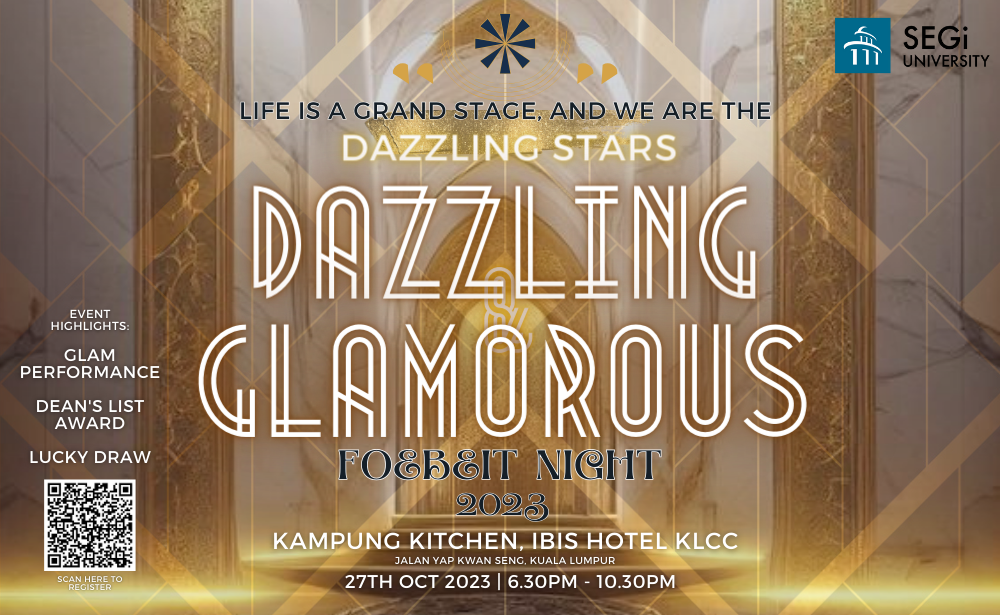 SEGi
UNIVERSITY
LIFE IS A GRAND STAGE, AND WE ARE THE
DAZZLING STARS
DAZZLING
GLAMOROUS
FOEBEIT NIGHT
2023
KAMPUNG KITCHEN, IBIS HOTEL KLCC
JALAN YAP KWAN SENG, KUALA LUMPUR
27TH OCT 2023 | 6.30PM - 10.30PM
EVENT
HIGHLIGHTS:
GLAM
PERFORMANCE
DEAN'S LIST
AWARD
LUCKY DRAW
SCAN HERE TO
REGISTER